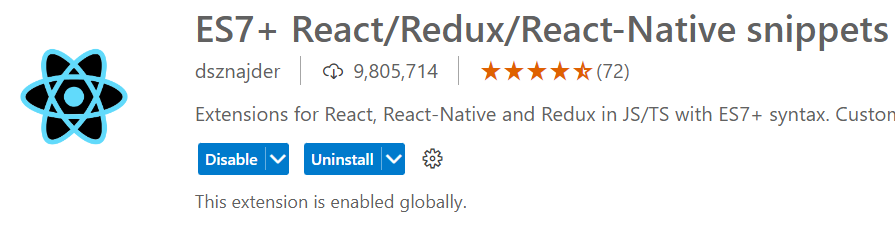 ES7+ React/Redux/React-Native snippets
dsznajder 9,805,714 (72)
Extensions for React, React-Native and Redux in JS/TS with ES7+ syntax. Custom
Disable Uninstall
This extension is enabled globally.